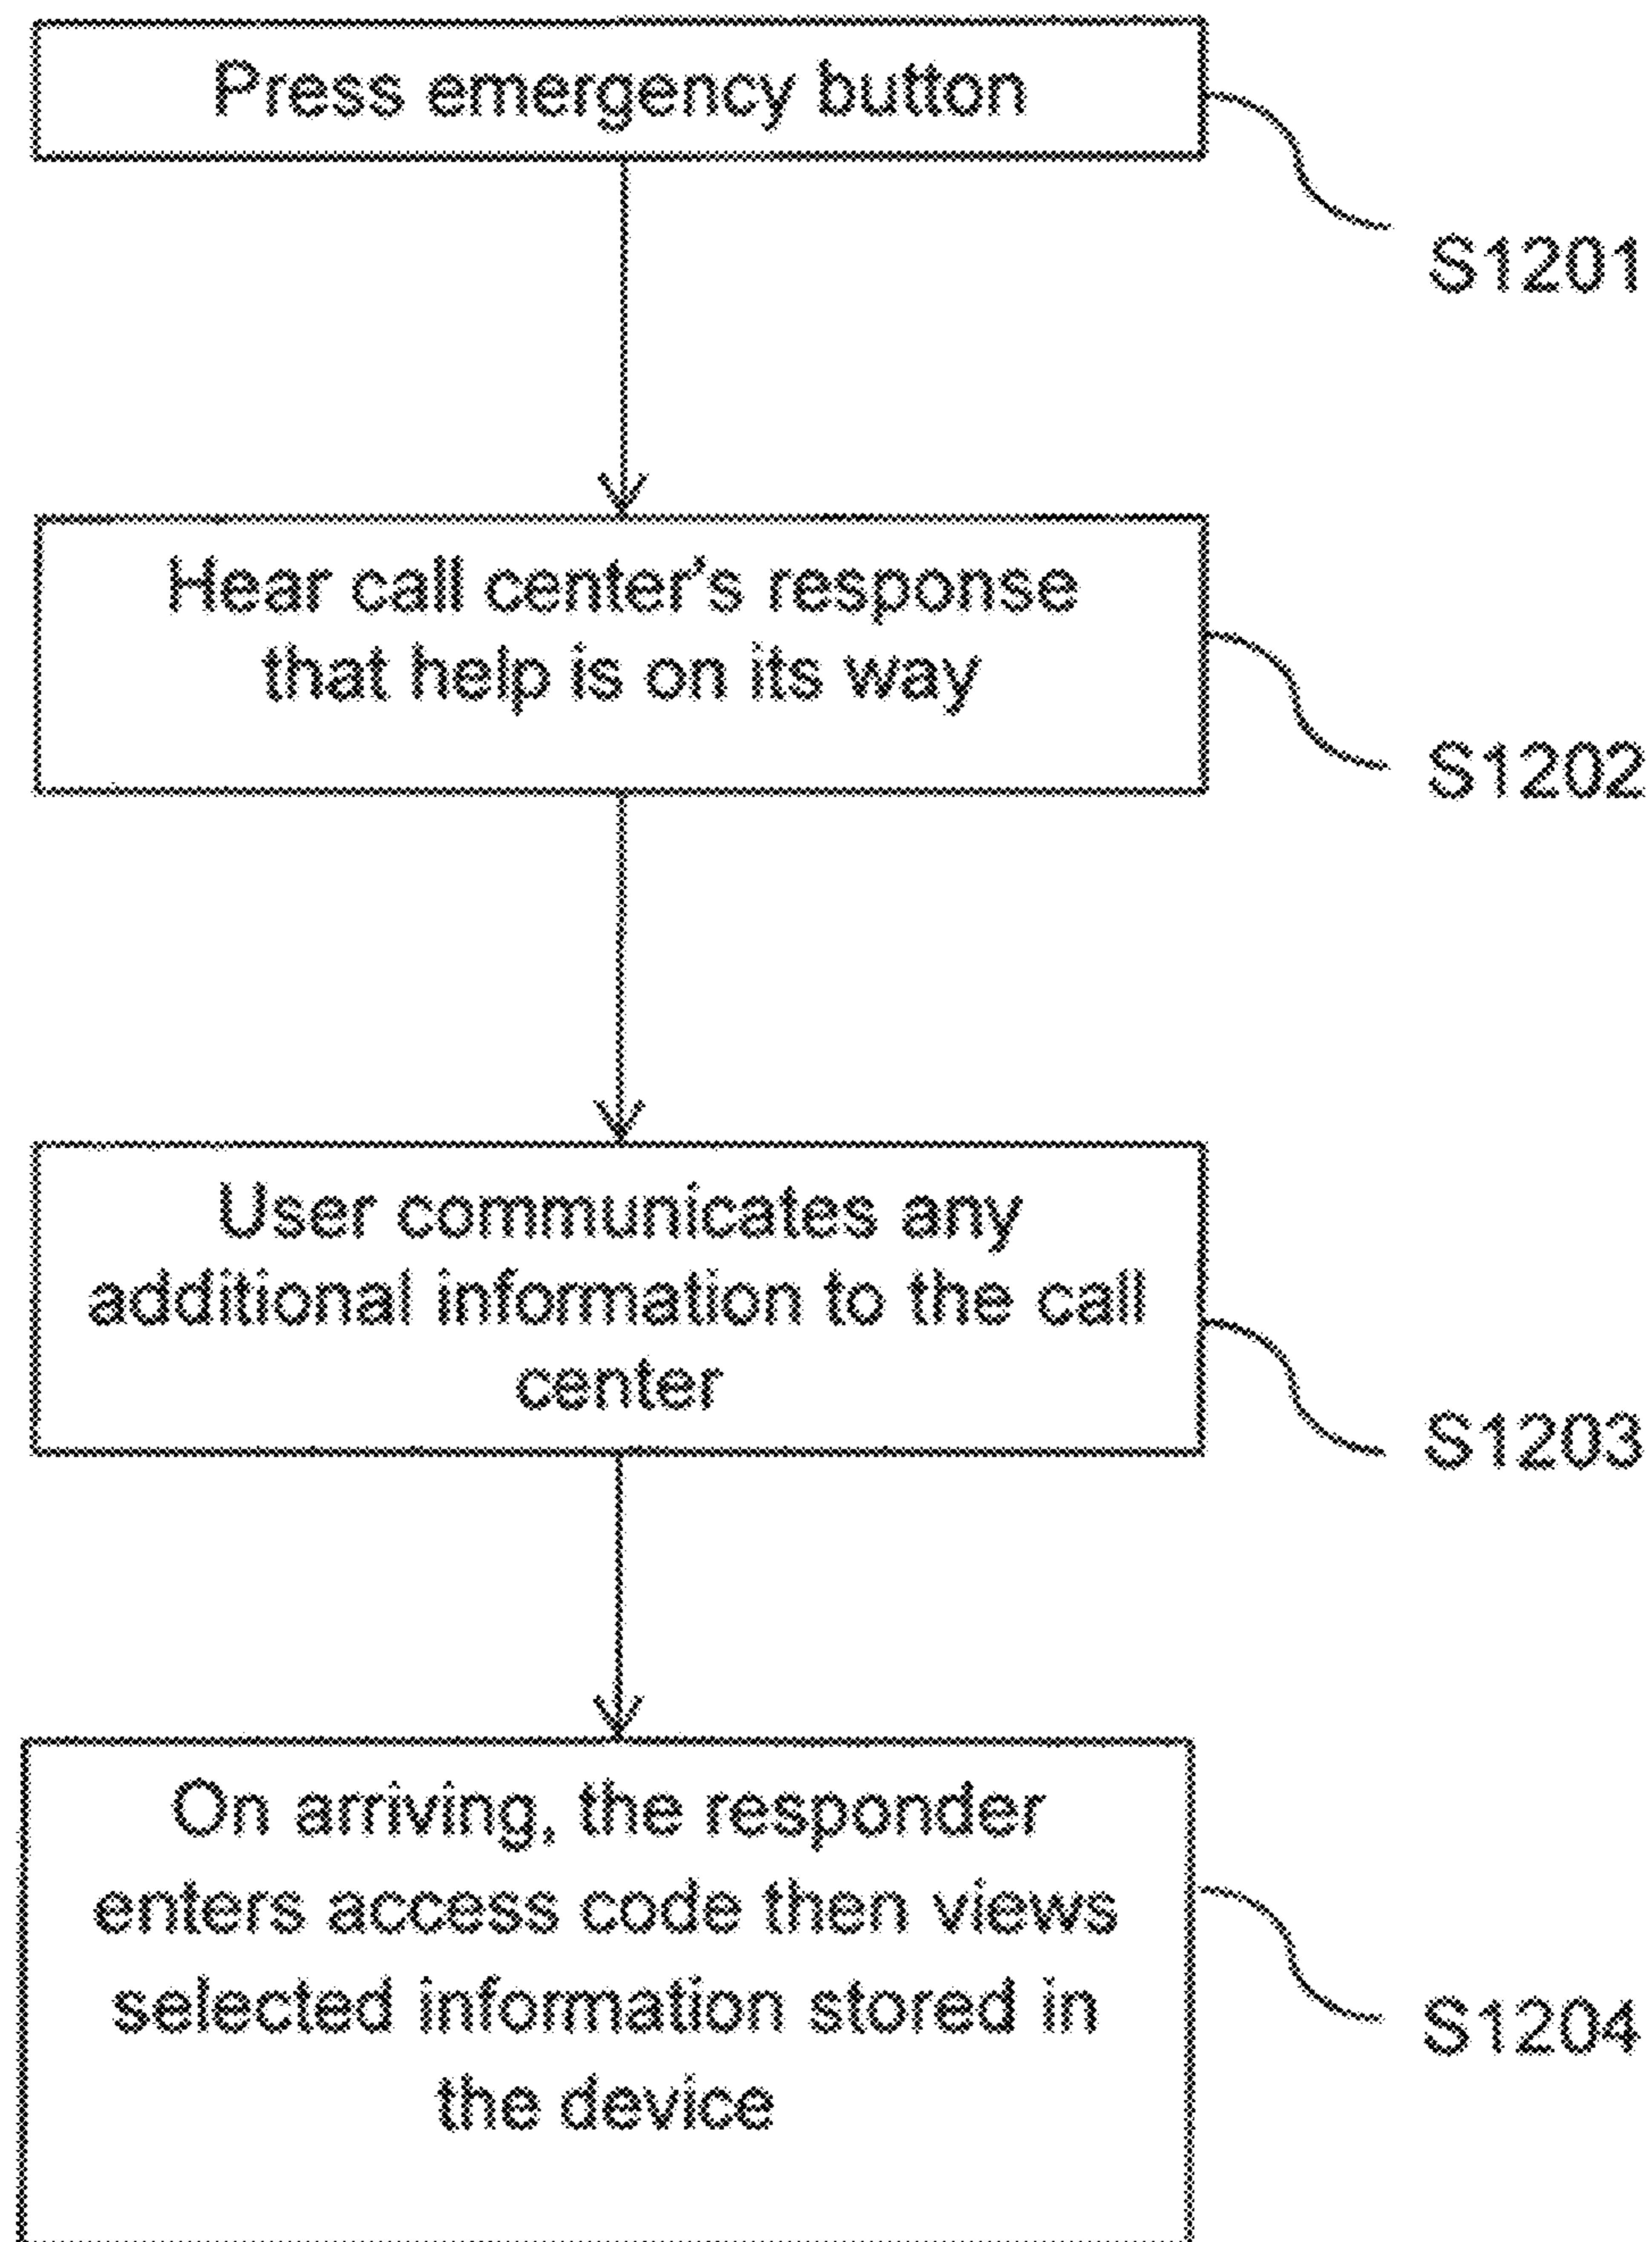 Press emergency button
S1201
Hear call center's response
that help is on its way
S1202
User communicates any
additional information to the call
center
S1203
On arriving, the responder
enters access code then views
selected information stored in
the device
S1204